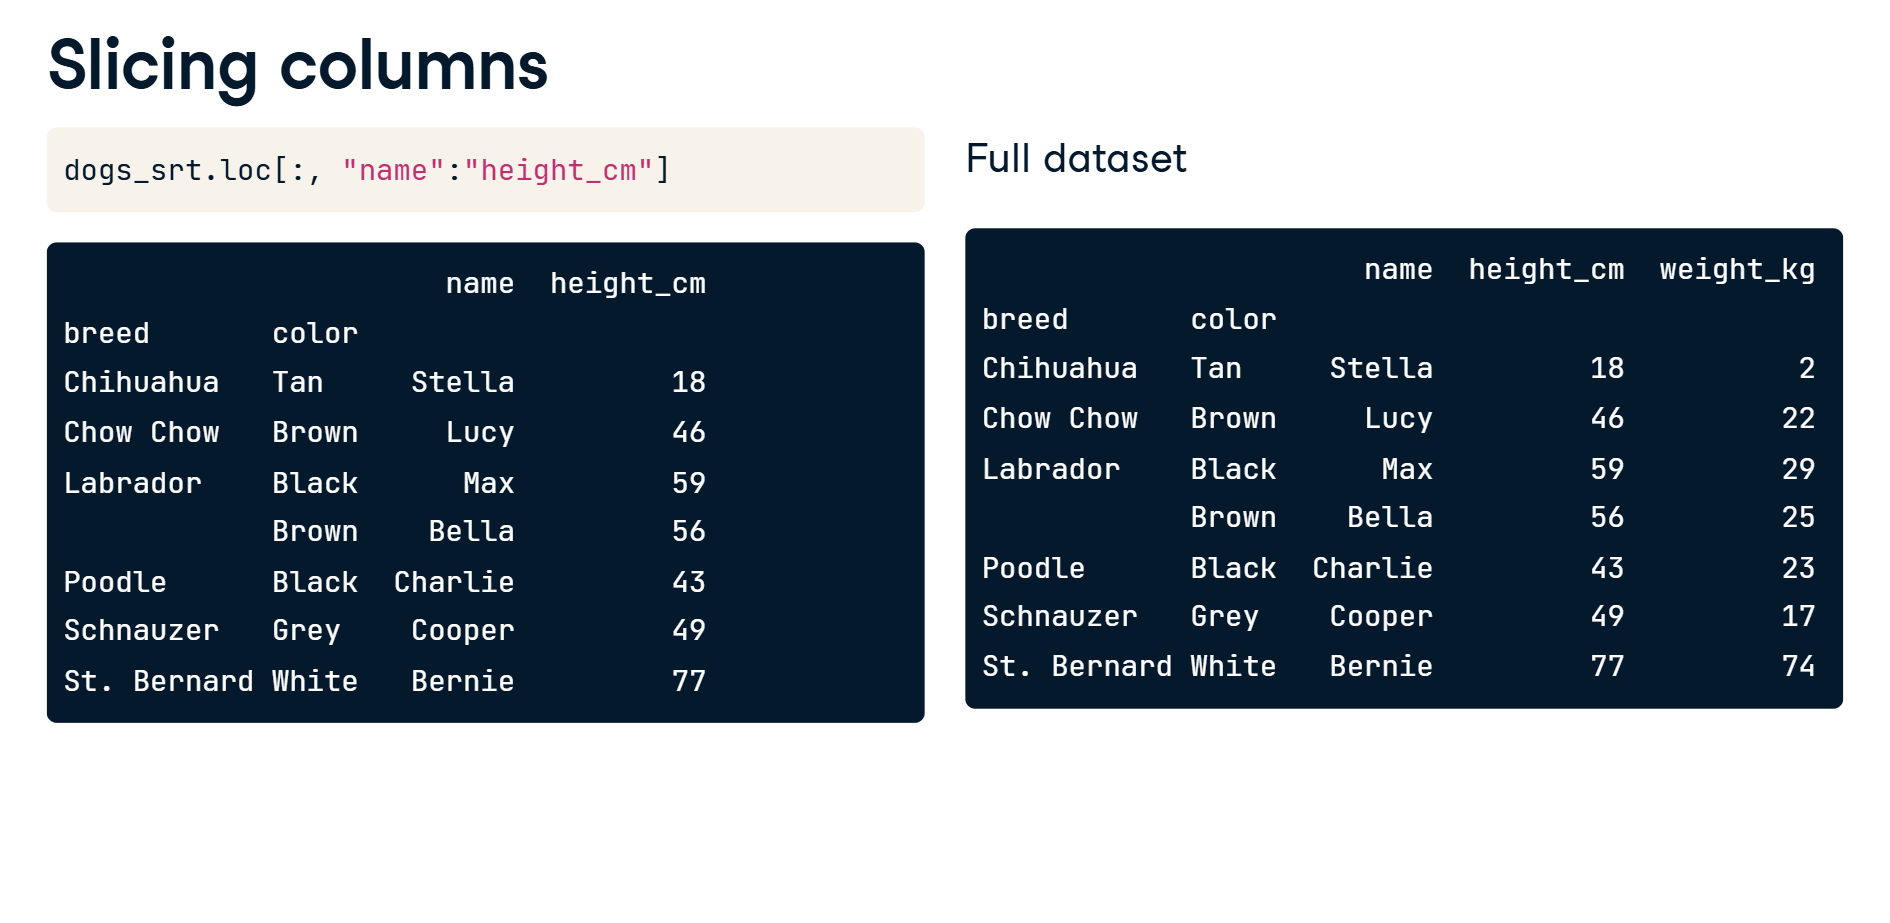 Slicing columns
dogs_srt.loc[:, "name":"height_cm"]
name height_cm
breed color
Chihuahua Tan Stella 18
Chow Chow Brown Lucy 46
Labrador Black Max 59
Brown Bella 56
Poodle Black Charlie 43
Schnauzer Grey Cooper 49
St. Bernard White Bernie 77
Full dataset
name height_cm weight_kg
breed color
Chihuahua Tan Stella 18 2
Chow Chow Brown Lucy 46 22
Labrador Black Max 59 29
Brown Bella 56 25
Poodle Black Charlie 43 23
Schnauzer Grey Cooper 49 17
St. Bernard White Bernie 77 74